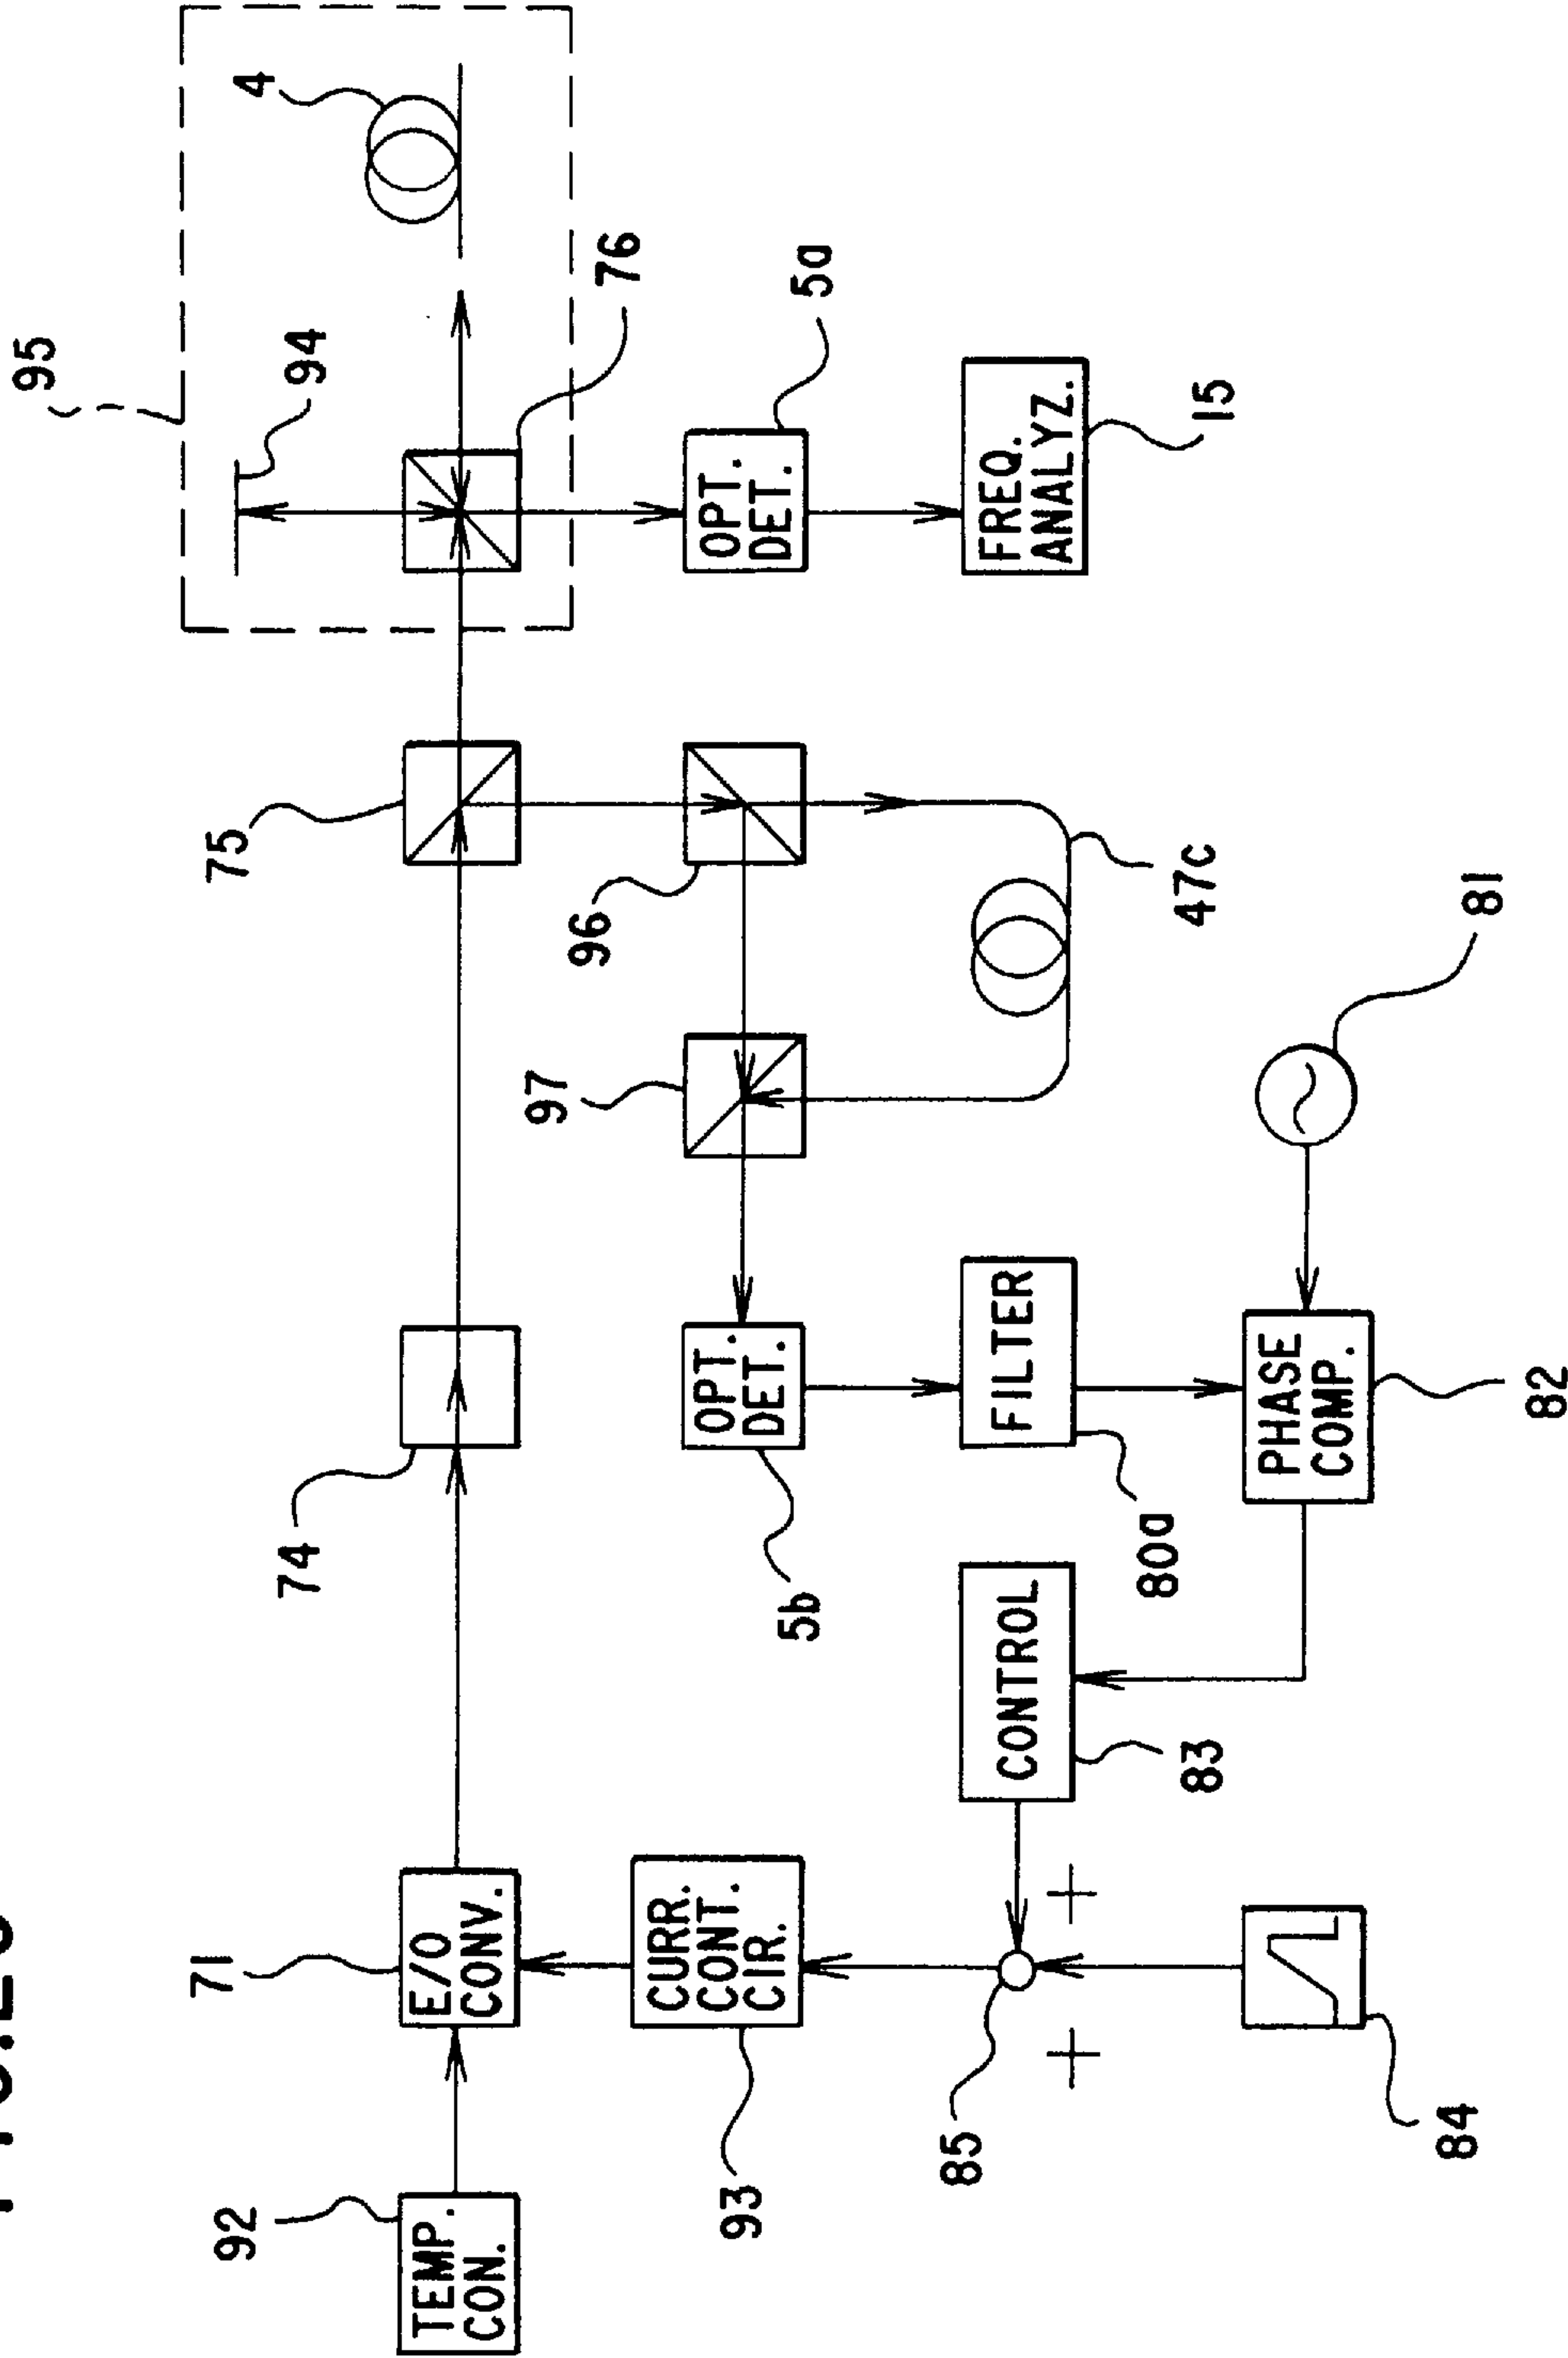 95
92
71
74
75
94
4
TEMP.
CON.
E/O
CONV.
76
93
CURR.
CONT.
CIR.
97
96
5b
OPT.
DET.
OPT.
DET.
5a
85
CONTROL
FILTER
FREQ.
ANALYZ.
83
80a
47c
15
84
PHASE
COMP.
81
82